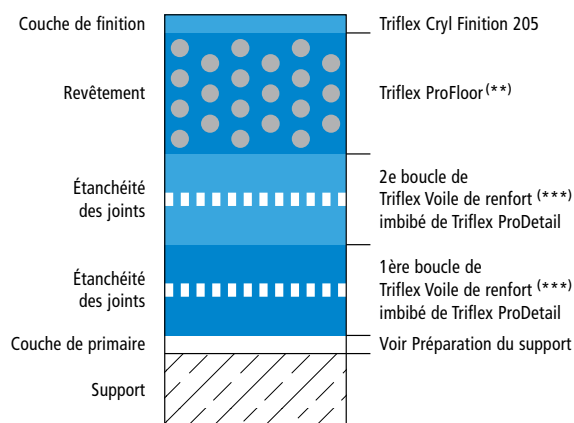 Couche de finition
Triflex Cryl Finition 205
Revêtement
Triflex ProFloor (**)
Étanchéité
des joints
2e boucle de
Triflex Voile de renfort (***)
imbibé de Triflex ProDetail
Étanchéité
des joints
1ère boucle de
Triflex Voile de renfort (***)
imbibé de Triflex ProDetail
Couche de primaire
Voir Préparation du support
Support